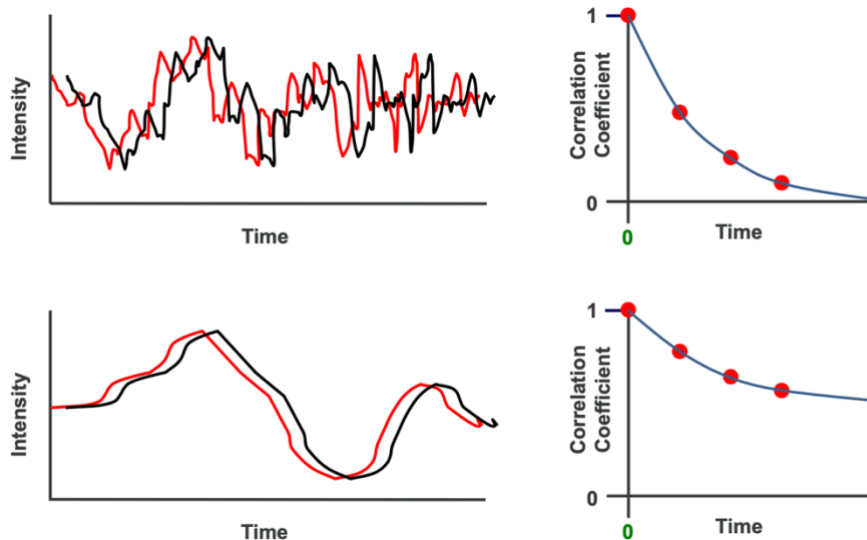 Intensity
Time
1
Correlation
Coefficient
0
0
Time
Intensity
Time
1
Correlation
Coefficient
0
0
Time